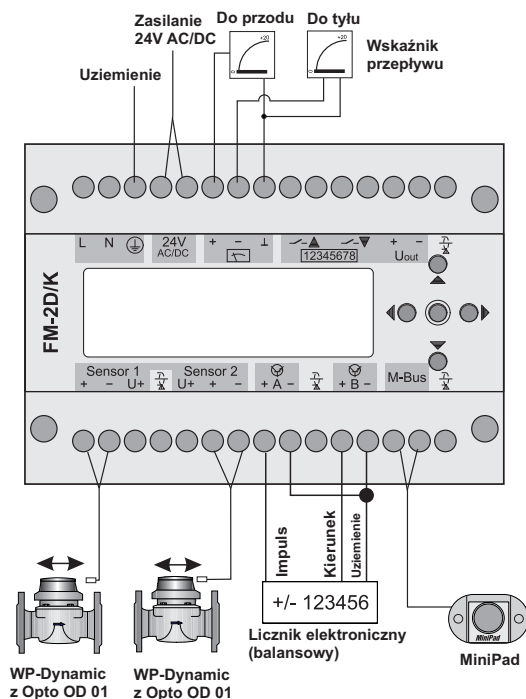 Zasilanie
24V AC/DC
Do przodu
Do tyłu
+20
0
+20
0
Wskaźnik
przepływu
Uziemienie
L N 24V AC/DC + − ⊥ 12345678 + − Uout
FM-2D/K
Sensor 1 Sensor 2
+ − U+ U+ + − + A − + B − M-Bus
Impuls
Kierunek
Uziemienie
+/- 123456
Licznik elektroniczny
(balansowy)
MiniPad
MiniPad
WP-Dynamic
z Opto OD 01
WP-Dynamic
z Opto OD 01